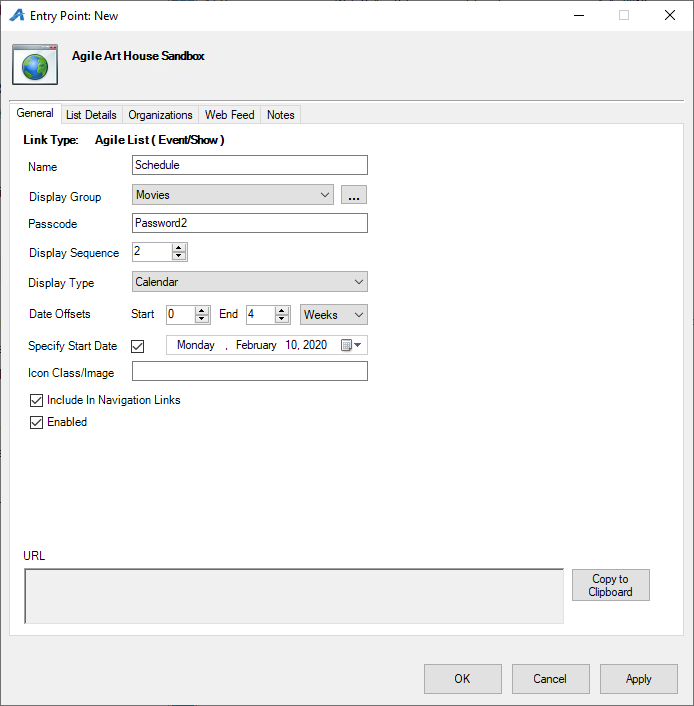 Entry Point: New
Agile Art House Sandbox
General List Details Organizations Web Feed Notes
Link Type: Agile List ( Event/Show )
Name Schedule
Display Group Movies ...
Passcode Password2
Display Sequence 2
Display Type Calendar
Date Offsets Start 0 End 4 Weeks
Specify Start Date Monday , February 10, 2020
Icon Class/Image
Include In Navigation Links
Enabled
URL
Copy to
Clipboard
OK Cancel Apply